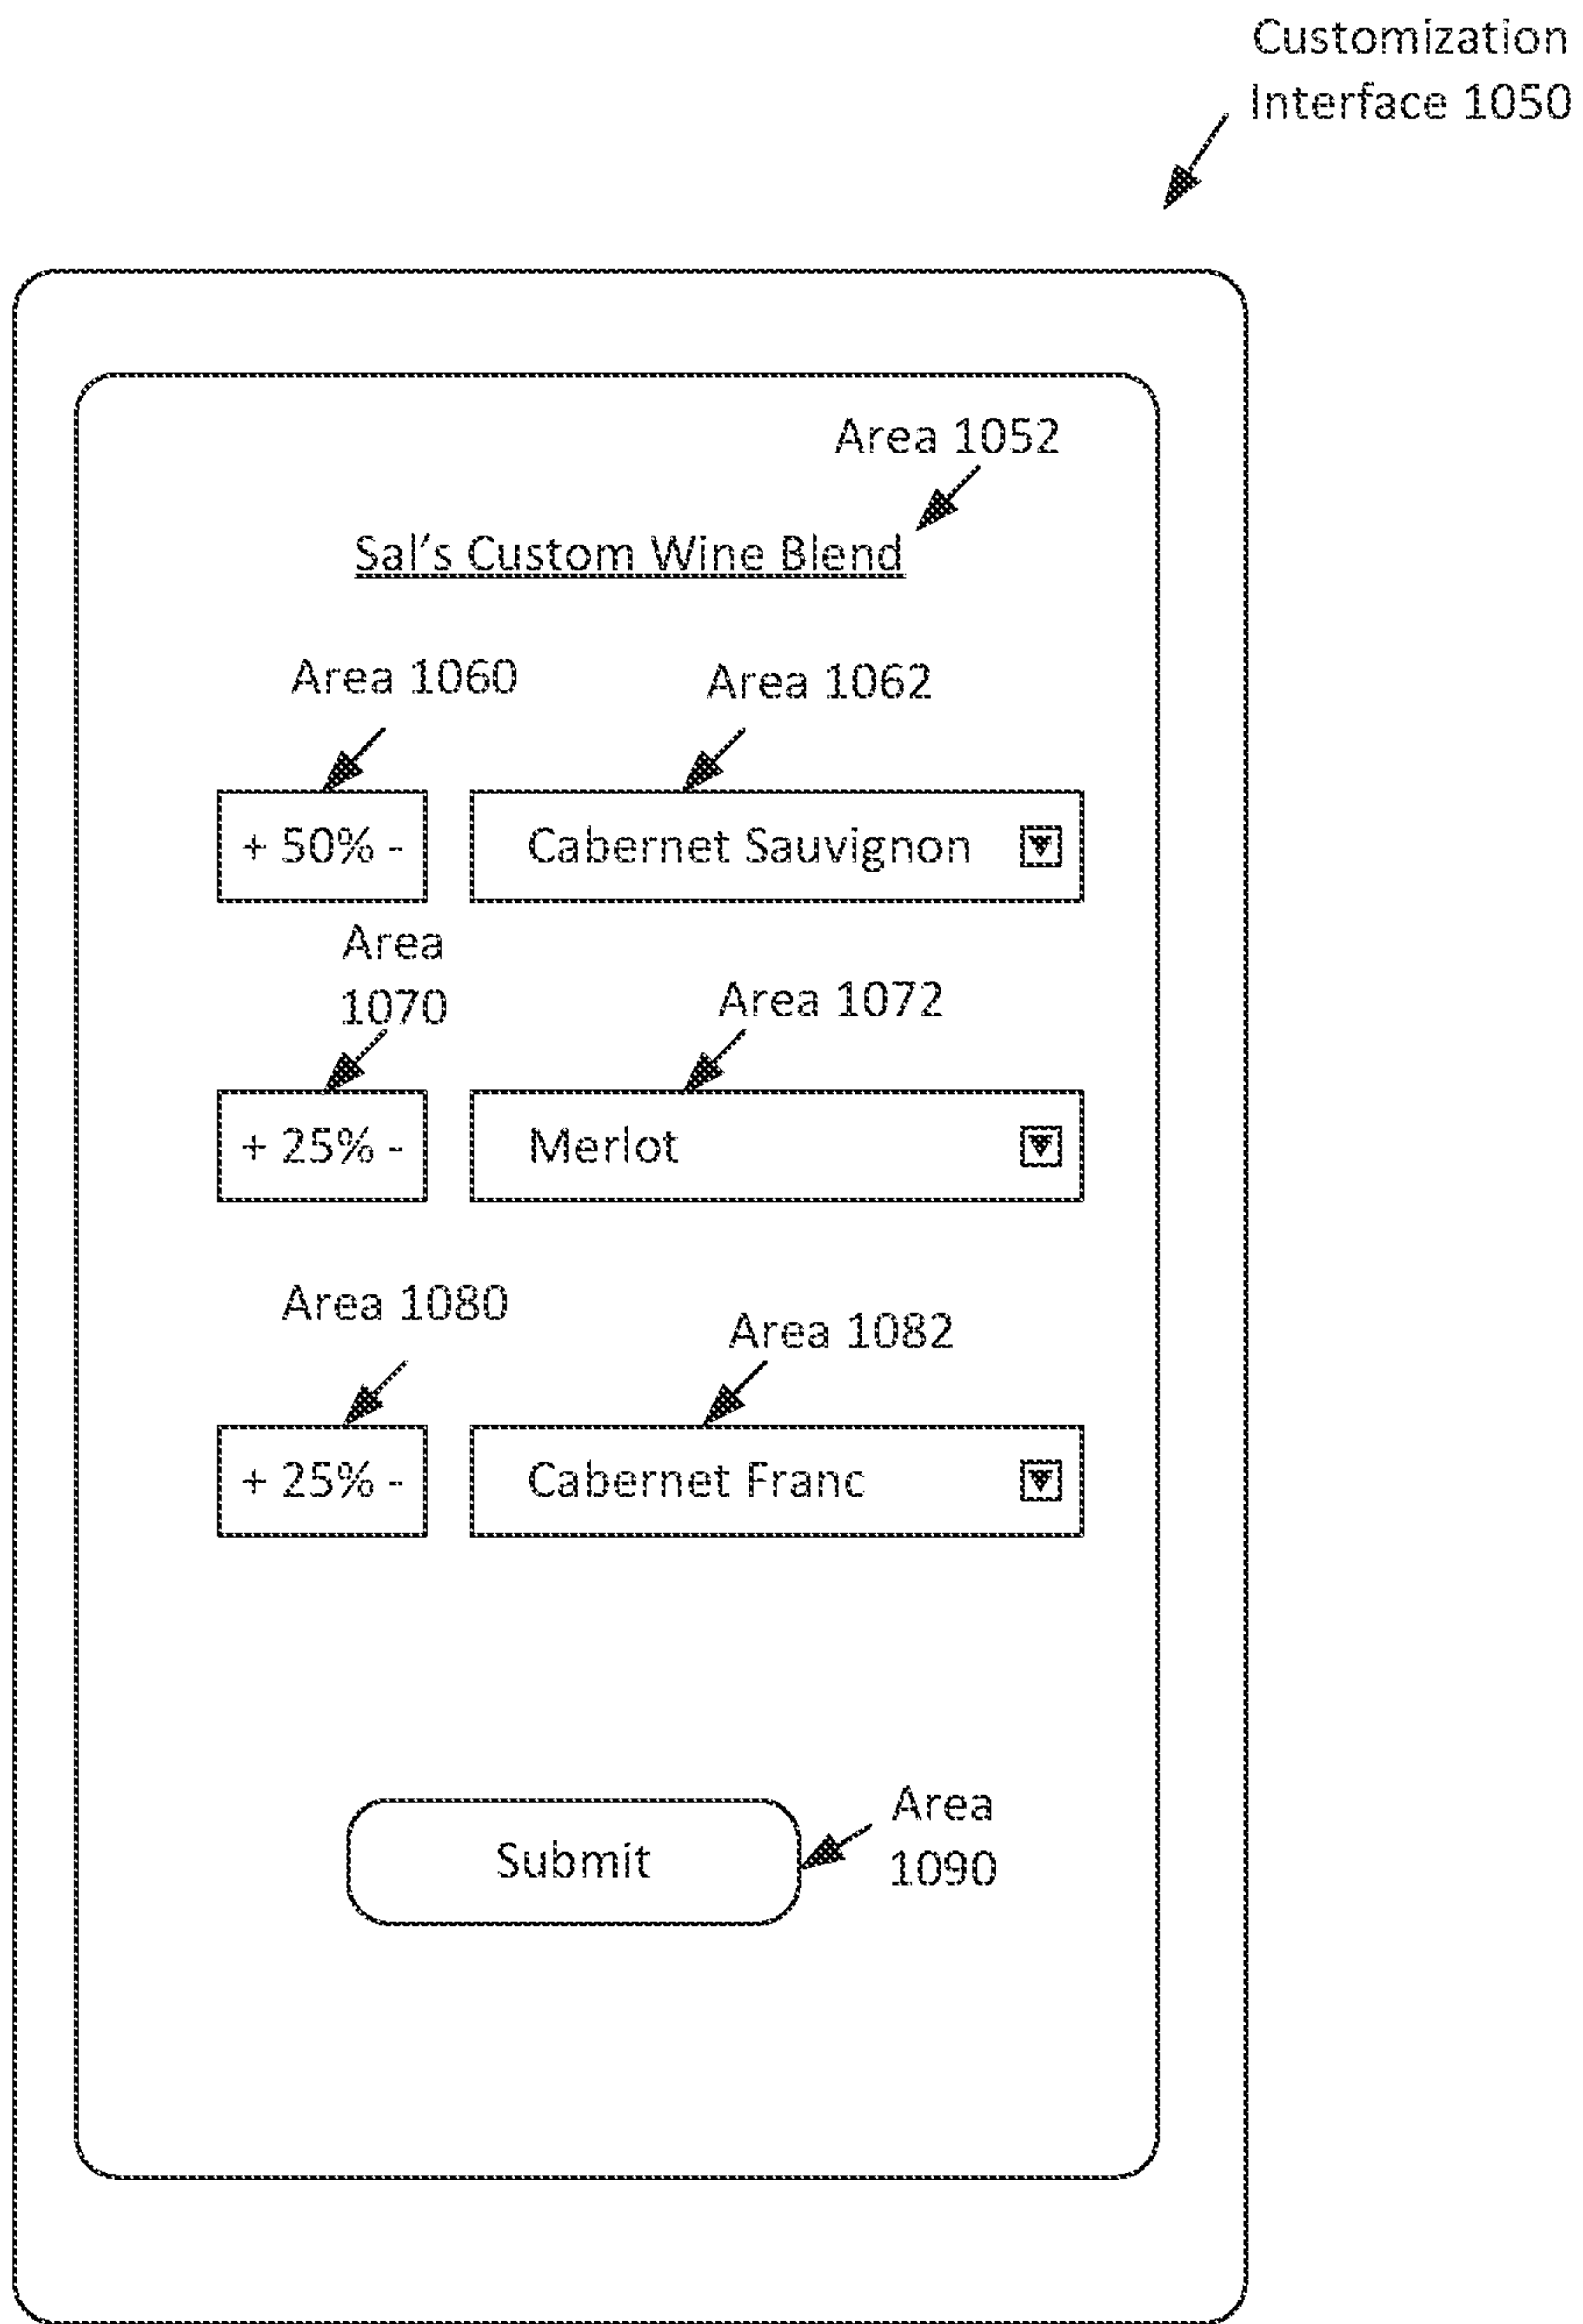 Customization
Interface 1050
Area 1052
Sal's Custom Wine Blend
Area 1060
Area 1062
+ 50% -
Cabernet Sauvignon
Area
1070
Area 1072
+ 25% -
Merlot
Area 1080
Area 1082
+ 25% -
Cabernet Franc
Submit
Area
1090